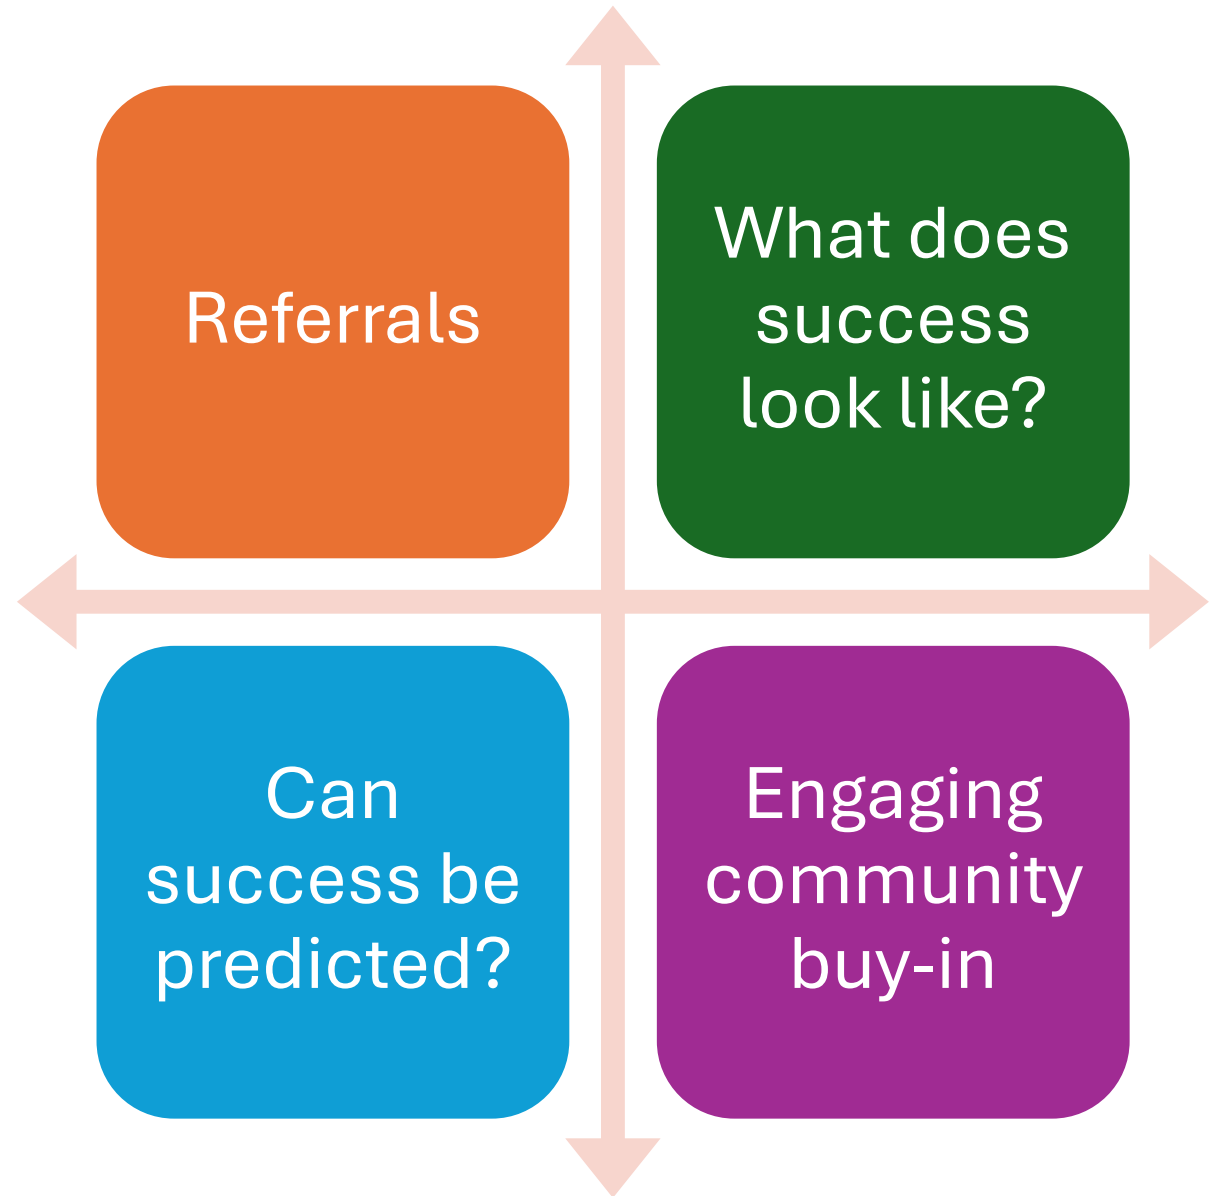 Referrals
What does
success
look like?
Can
success be
predicted?
Engaging
community
buy-in